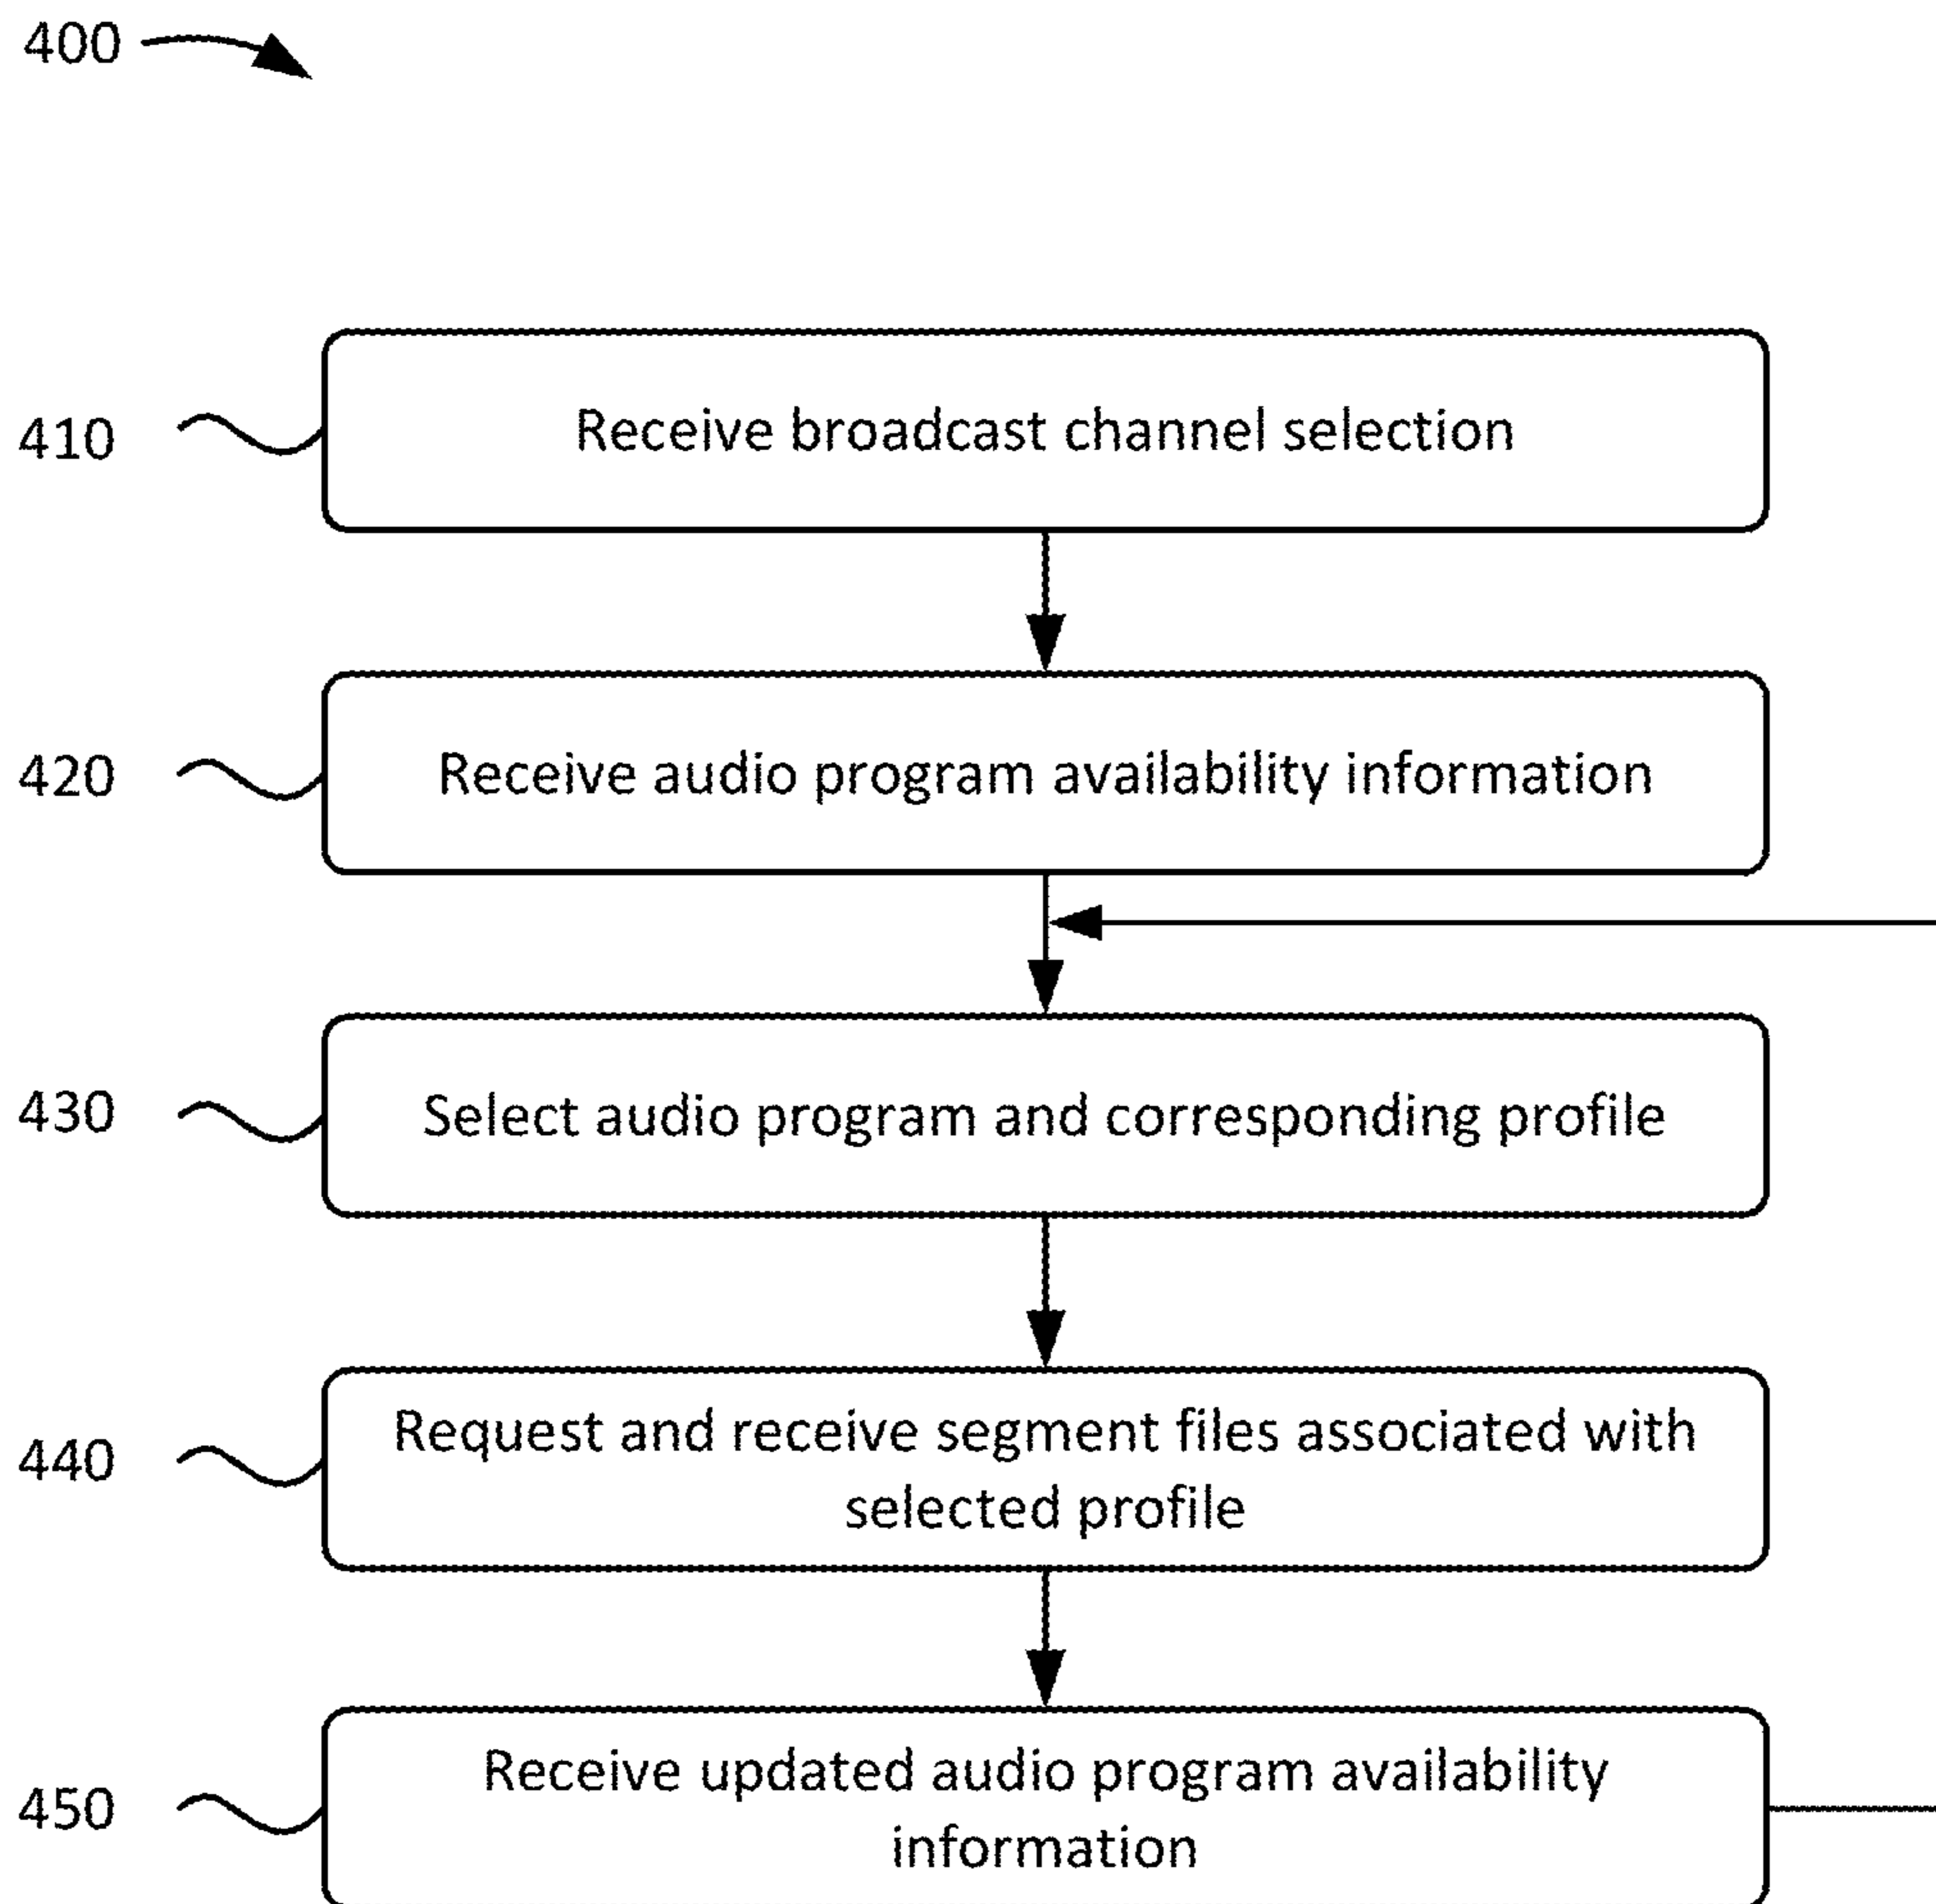 400
410
Receive broadcast channel selection
420
Receive audio program availability information
430
Select audio program and corresponding profile
440
Request and receive segment files associated with
selected profile
450
Receive updated audio program availability
information